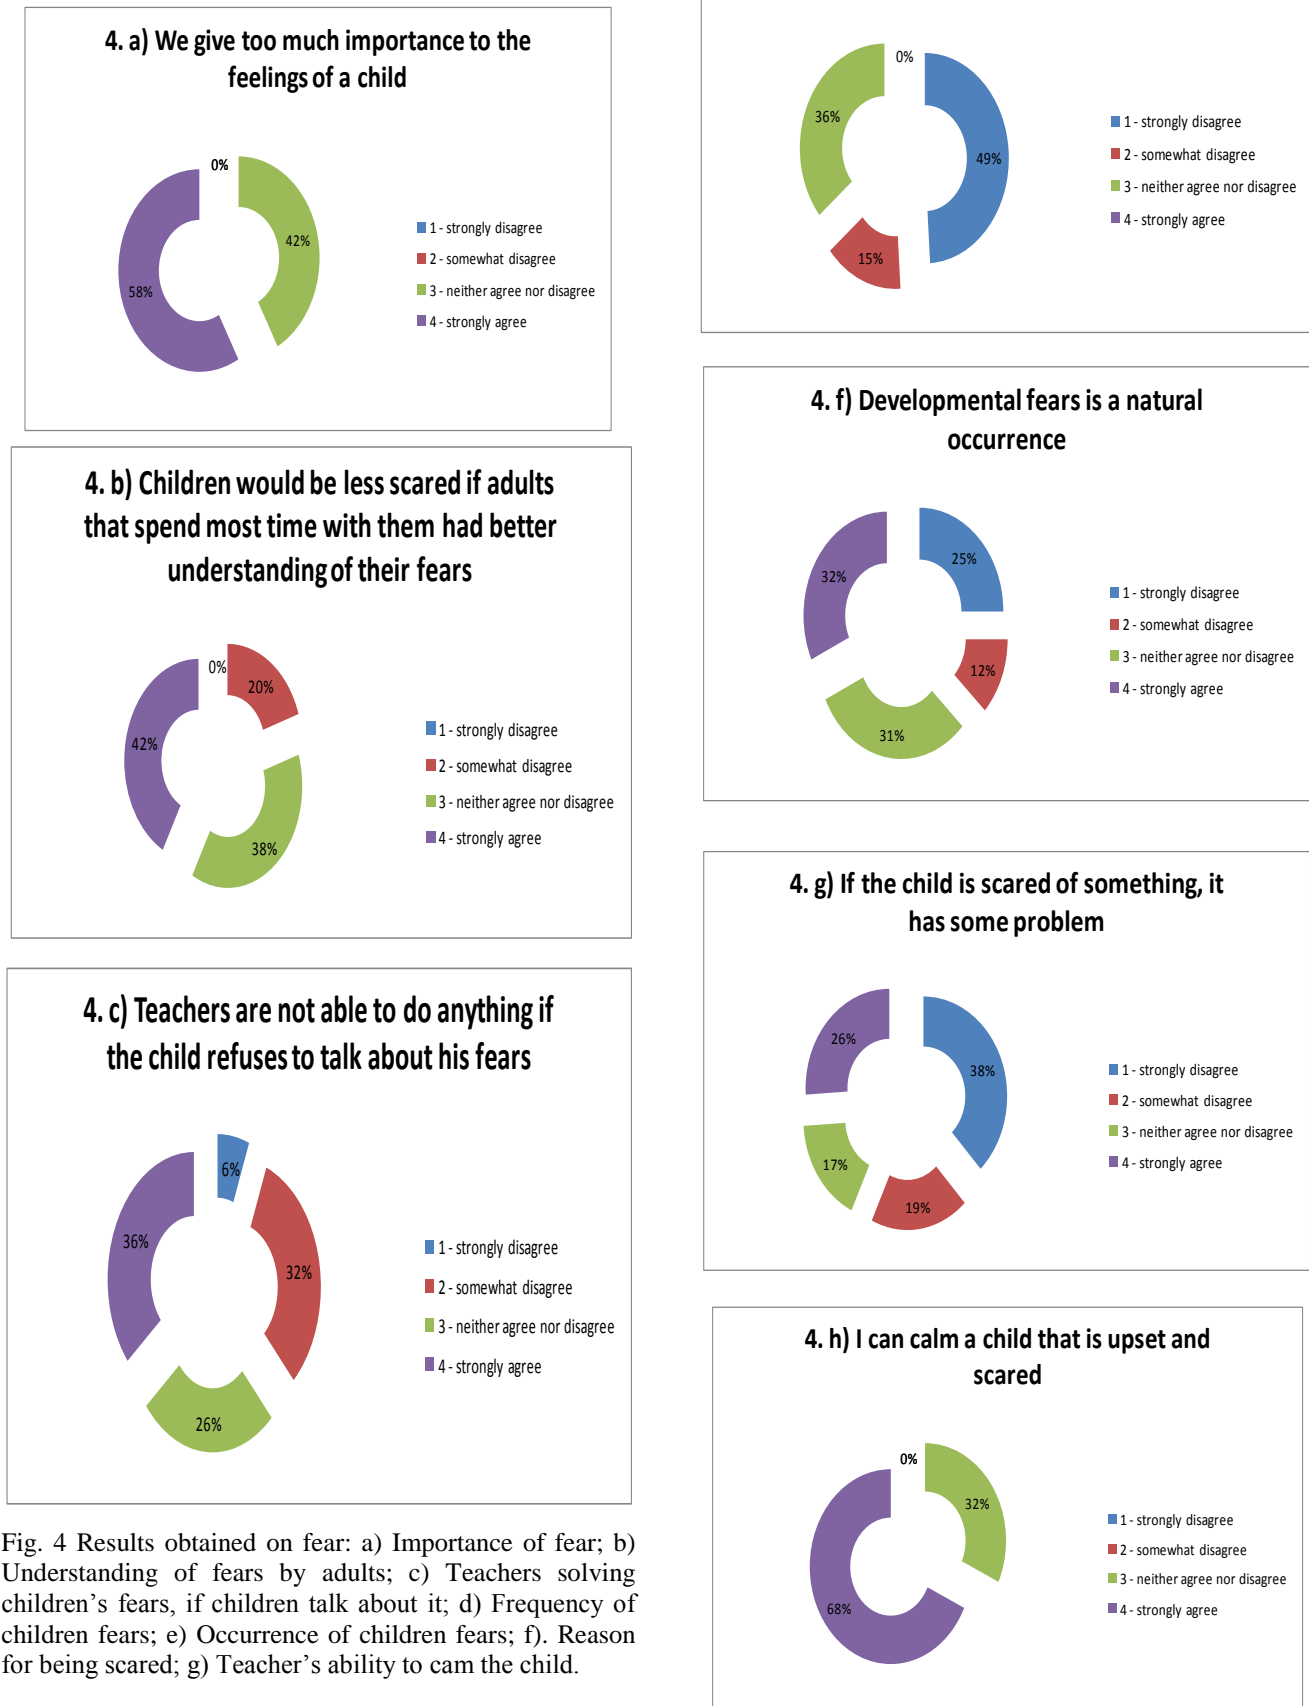 4. a) We give too much importance to the
feelings of a child
0%
42%
58%
1 - strongly disagree
2 - somewhat disagree
3 - neither agree nor disagree
4 - strongly agree
4. b) Children would be less scared if adults
that spend most time with them had better
understanding of their fears
0%
20%
42%
38%
1 - strongly disagree
2 - somewhat disagree
3 - neither agree nor disagree
4 - strongly agree
4. c) Teachers are not able to do anything if
the child refuses to talk about his fears
6%
36%
32%
26%
1 - strongly disagree
2 - somewhat disagree
3 - neither agree nor disagree
4 - strongly agree
Fig. 4 Results obtained on fear: a) Importance of fear; b)
Understanding of fears by adults; c) Teachers solving
children’s fears, if children talk about it; d) Frequency of
children fears; e) Occurrence of children fears; f). Reason
for being scared; g) Teacher’s ability to cam the child.
0%
36%
49%
15%
1 - strongly disagree
2 - somewhat disagree
3 - neither agree nor disagree
4 - strongly agree
4. f) Developmental fears is a natural
occurrence
25%
32%
12%
31%
1 - strongly disagree
2 - somewhat disagree
3 - neither agree nor disagree
4 - strongly agree
4. g) If the child is scared of something, it
has some problem
26%
38%
17%
19%
1 - strongly disagree
2 - somewhat disagree
3 - neither agree nor disagree
4 - strongly agree
4. h) I can calm a child that is upset and
scared
0%
32%
68%
1 - strongly disagree
2 - somewhat disagree
3 - neither agree nor disagree
4 - strongly agree